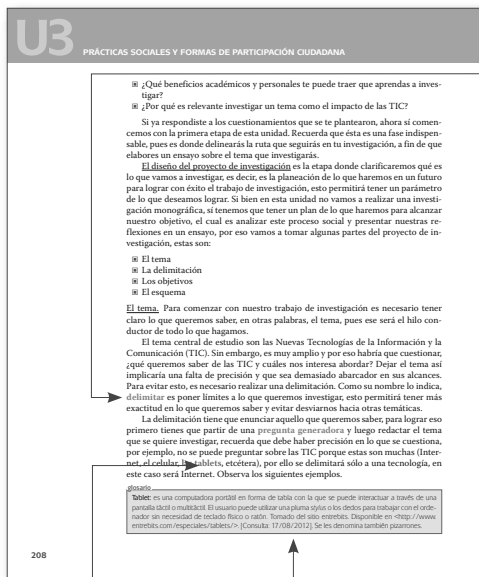 U3
PRÁCTICAS SOCIALES Y FORMAS DE PARTICIPACIÓN CIUDADANA
¿Qué beneficios académicos y personales te puede traer que aprendas a inves-
tigar?
¿Por qué es relevante investigar un tema como el impacto de las TIC?
Si ya respondiste a los cuestionamientos que se te plantearon, ahora sí comen-
cemos con la primera etapa de esta unidad. Recuerda que ésta es una fase indispen-
sable, pues es donde delinearás la ruta que seguirás en tu investigación, a fin de que
elabores un ensayo sobre el tema que investigarás.
El diseño del proyecto de investigación es la etapa donde clarificaremos qué es
lo que vamos a investigar, es decir, es la planeación de lo que haremos en un futuro
para lograr con éxito el trabajo de investigación, esto permitirá tener un parámetro
de lo que deseamos lograr. Si bien en esta unidad no vamos a realizar una investi-
gación monográfica, sí tenemos que tener un plan de lo que haremos para alcanzar
nuestro objetivo, el cual es analizar este proceso social y presentar nuestras re-
flexiones en un ensayo, por eso vamos a tomar algunas partes del proyecto de in-
vestigación, estas son:
El tema
La delimitación
Los objetivos
El esquema
El tema. Para comenzar con nuestro trabajo de investigación es necesario tener
claro lo que queremos saber, en otras palabras, el tema, pues ese será el hilo con-
ductor de todo lo que hagamos.
El tema central de estudio son las Nuevas Tecnologías de la Información y la
Comunicación (TIC). Sin embargo, es muy amplio y por eso habría que cuestionar,
¿qué queremos saber de las TIC y cuáles nos interesa abordar? Dejar el tema así
implicaría una falta de precisión y que sea demasiado abarcador en sus alcances.
Para evitar esto, es necesario realizar una delimitación. Como su nombre lo indica,
delimitar es poner límites a lo que queremos investigar, esto permitirá tener más
exactitud en lo que queremos saber y evitar desviarnos hacia otras temáticas.
La delimitación tiene que enunciar aquello que queremos saber, para lograr eso
primero tienes que partir de una pregunta generadora y luego redactar el tema
que se quiere investigar, recuerda que debe haber precisión en lo que se cuestiona,
por ejemplo, no se puede preguntar sobre las TIC porque estas son muchas (Inter-
net, el celular, las tablets, etcétera), por ello se delimitará sólo a una tecnología, en
este caso será Internet. Observa los siguientes ejemplos.
glosario
Tablet: es una computadora portátil en forma de tabla con la que se puede interactuar a través de una
pantalla táctil o multitáctil. El usuario puede utilizar una pluma stylus o los dedos para trabajar con el orde-
nador sin necesidad de teclado físico o ratón. Tomado del sitio entrebits. Disponible en <http://www.
entrebits.com/especiales/tablets/>. [Consulta: 17/08/2012]. Se les denomina también pizarrones.
208